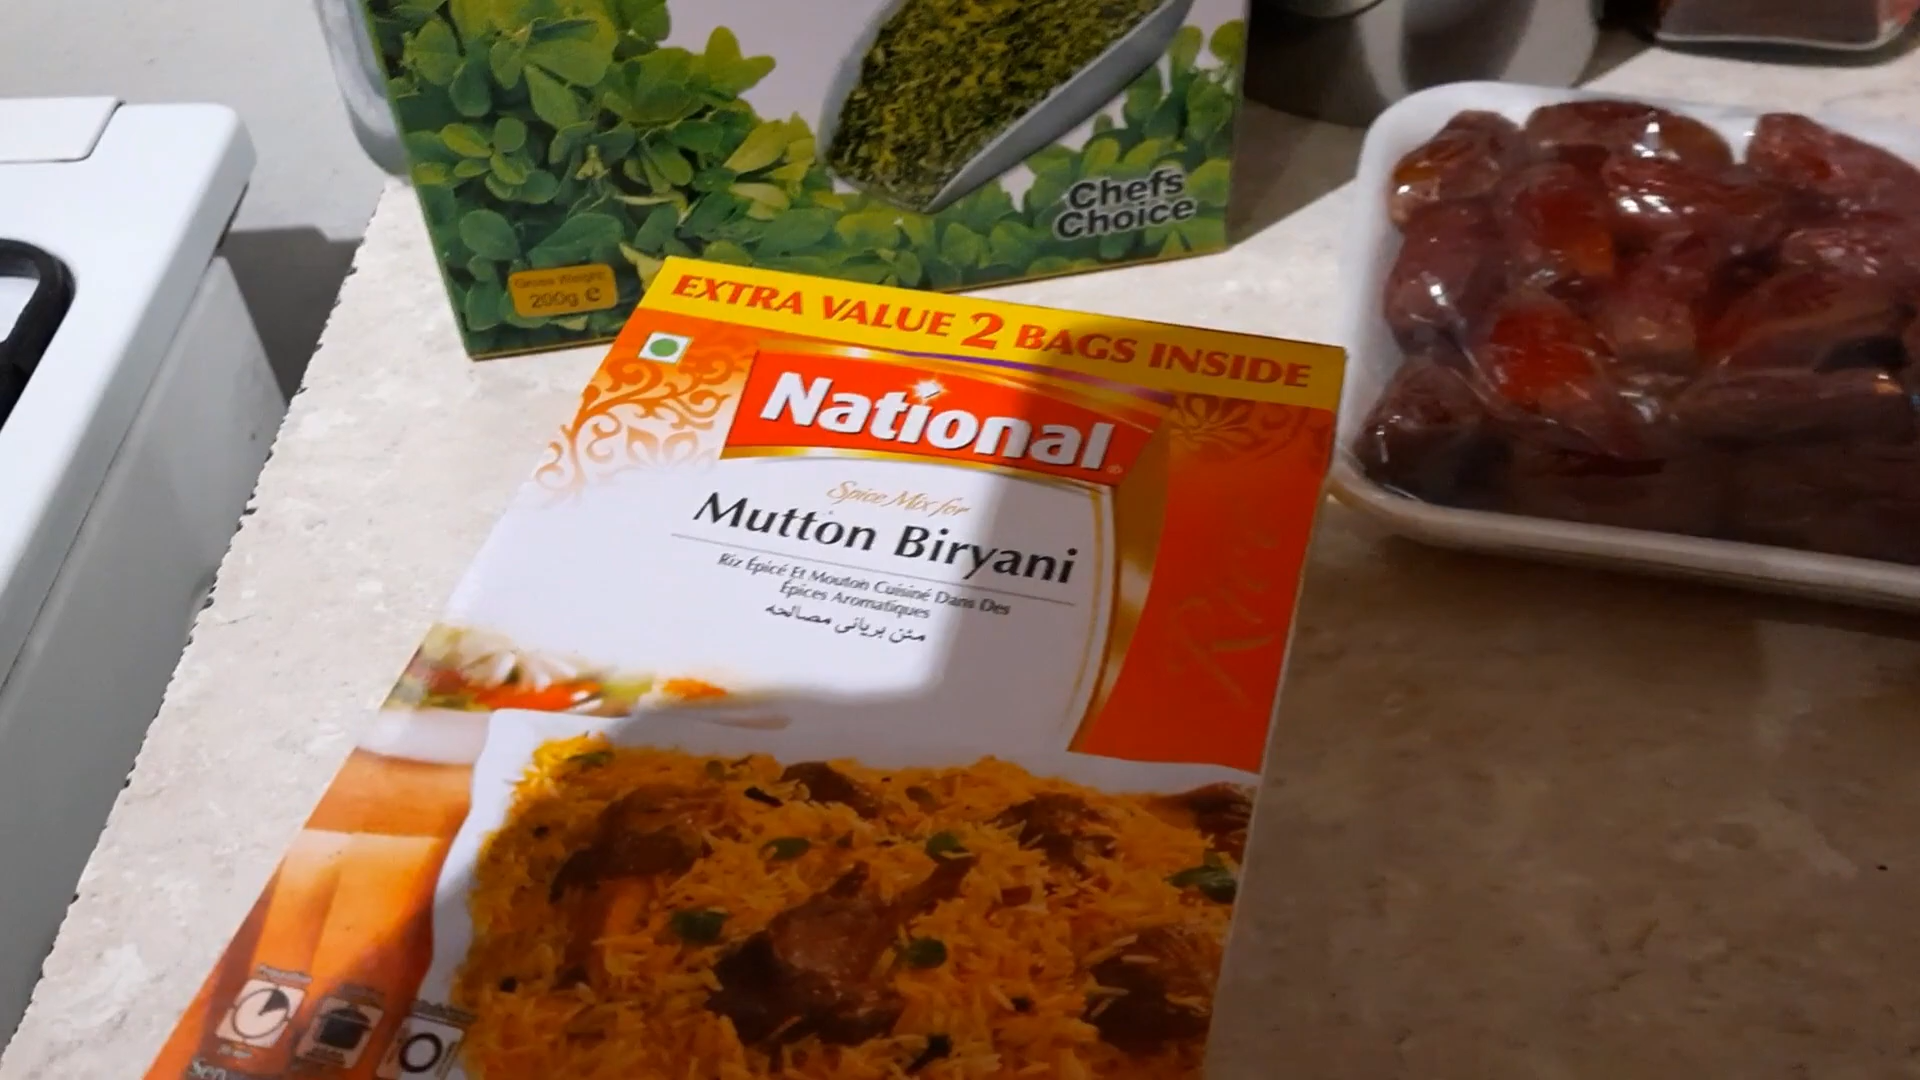 Chefs
Choice
Gross Weight
200g e
EXTRA VALUE 2 BAGS INSIDE
National
Spice Mix for
Mutton Biryani
Riz Épicé Et Mouton Cuisiné Dans Des
Épices Aromatiques
مٹن بریانی مصالحہ
Rice